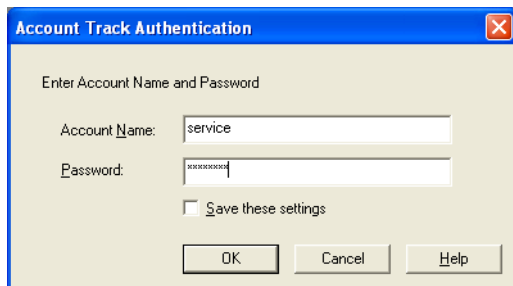 Account Track Authentication
Enter Account Name and Password
Account Name: service
Password: ********
Save these settings
OK Cancel Help